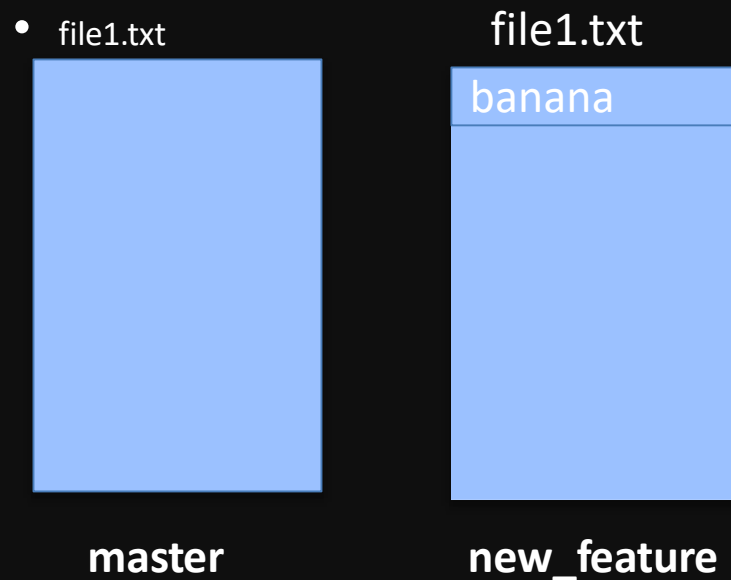 • file1.txt
file1.txt
banana
master
new_feature